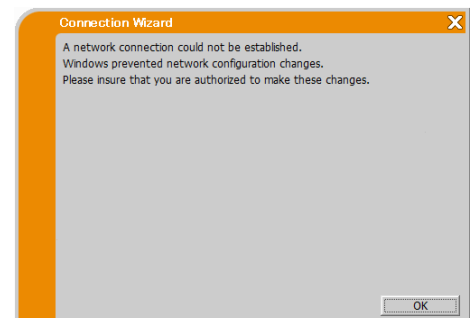 Connection Wizard
A network connection could not be established.
Windows prevented network configuration changes.
Please insure that you are authorized to make these changes.
OK